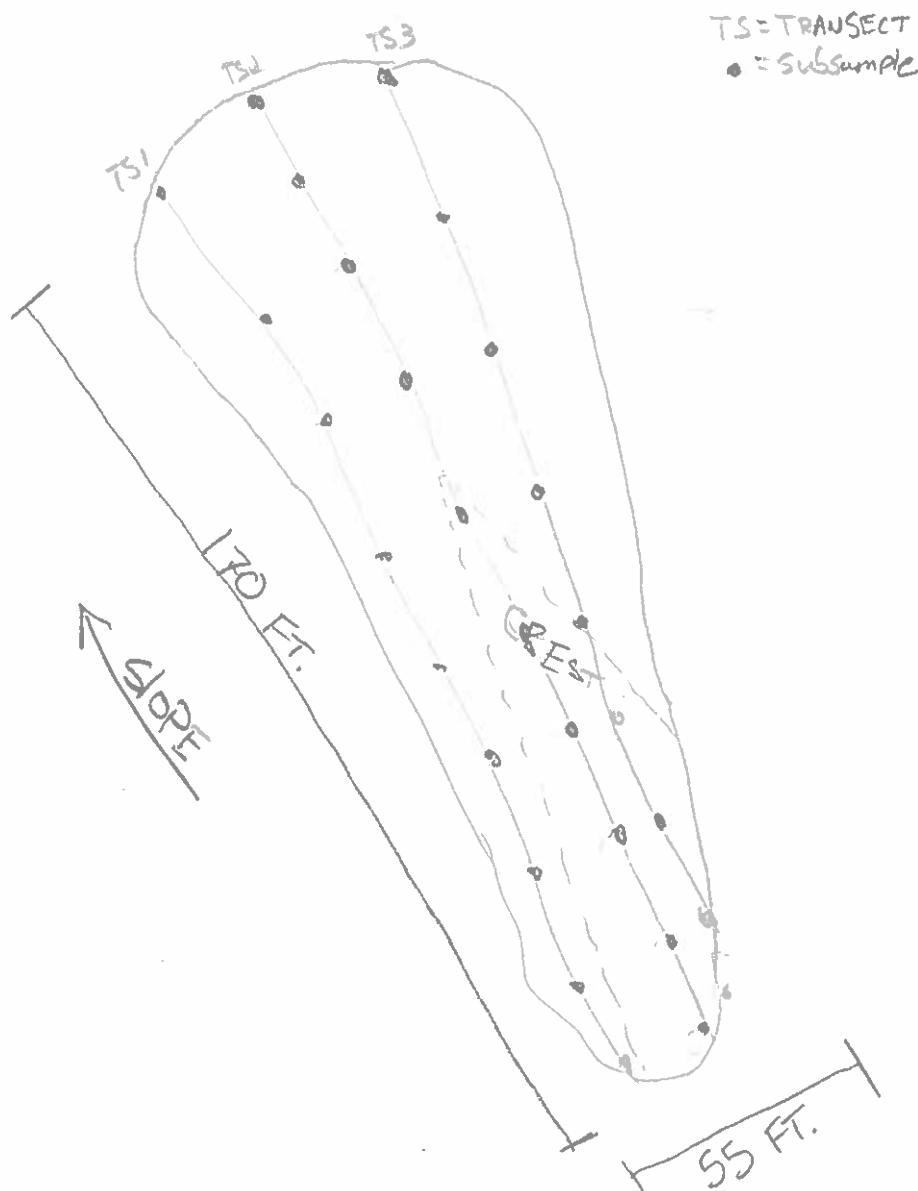 TS = TRANSECT
• = Subsample
TS3
TS2
TS1
170 FT.
SLOPE
CREST
55 FT.